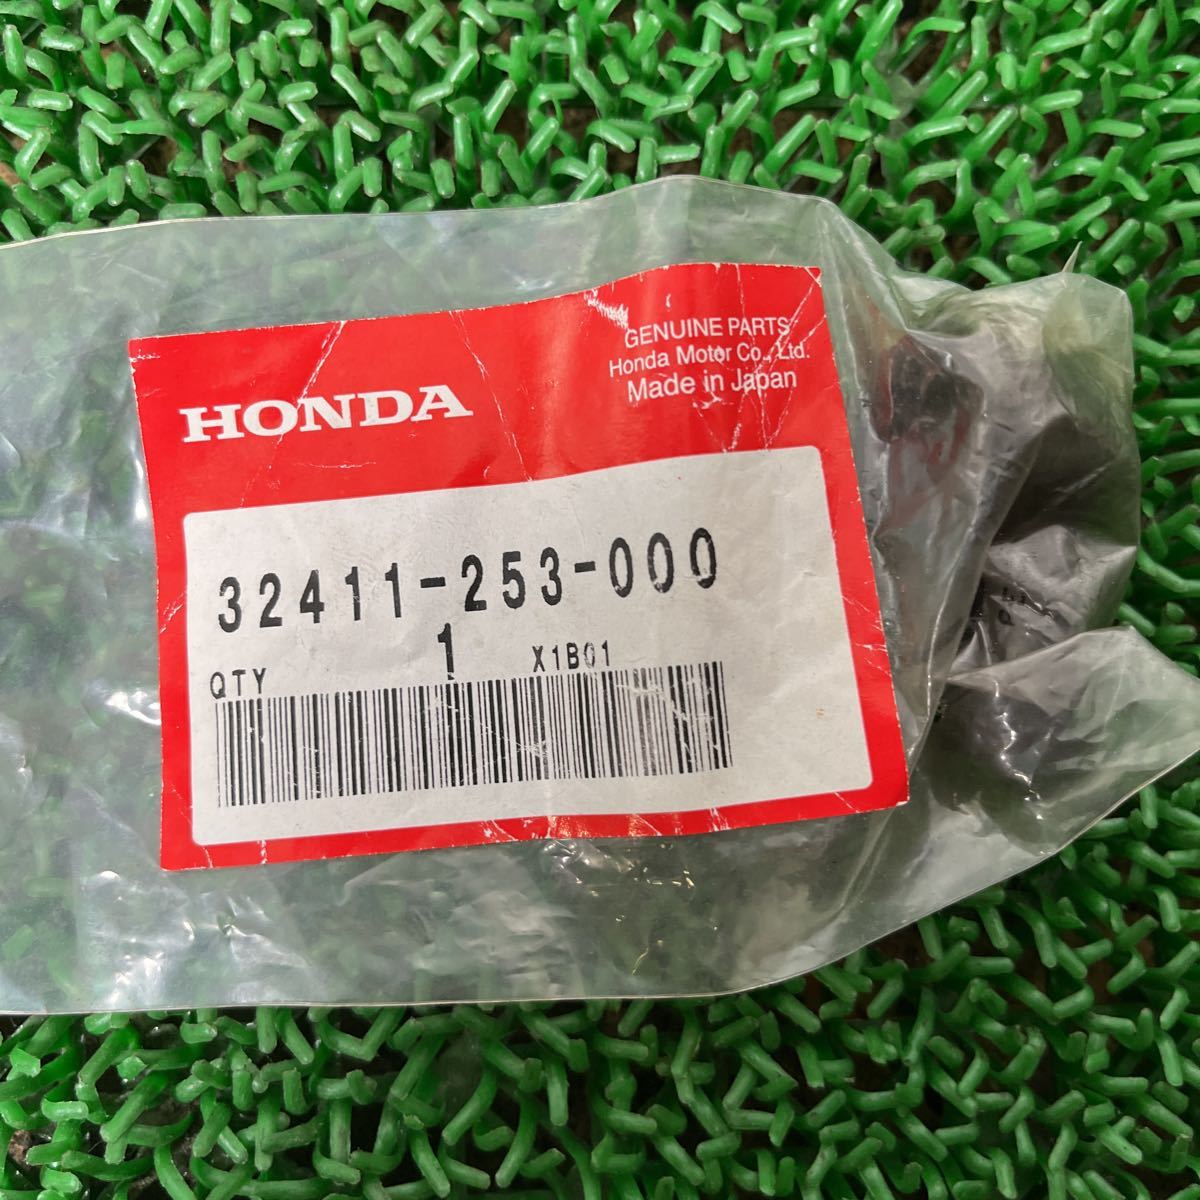 GENUINE PARTS
Honda Motor Co., Ltd.
Made in Japan
HONDA
32411-253-000
QTY 1 X1B01